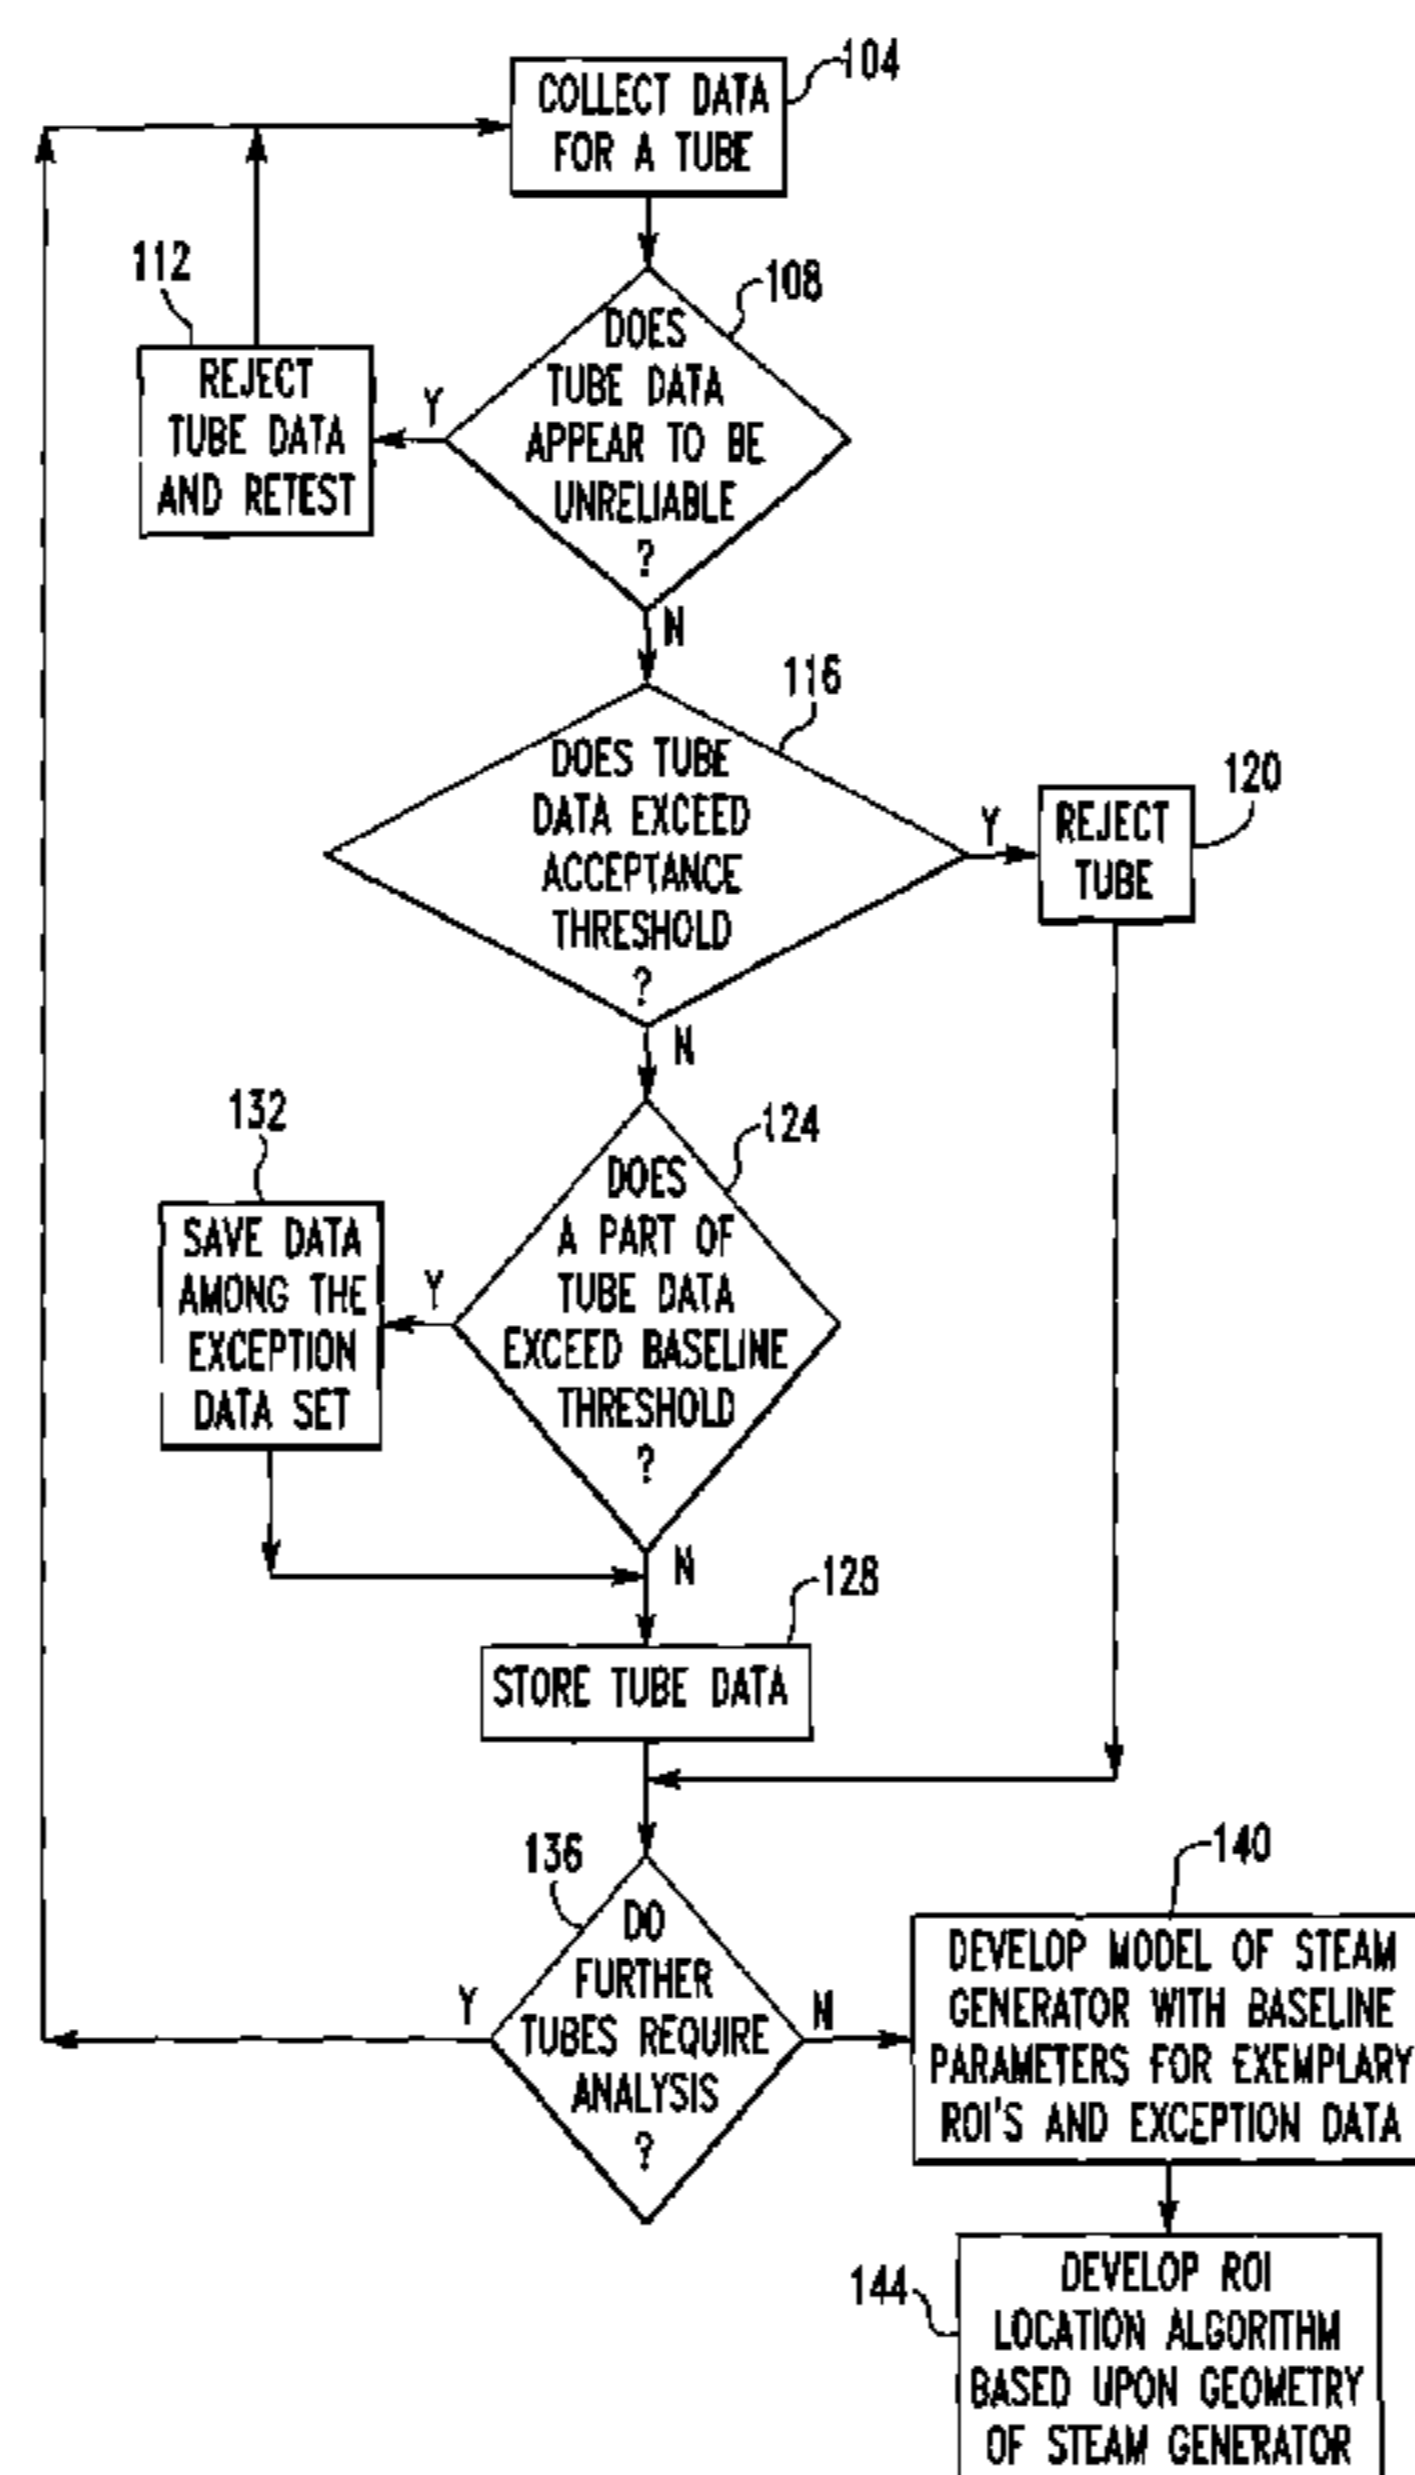 104
COLLECT DATA
FOR A TUBE
112
108
DOES
TUBE DATA
APPEAR TO BE
UNRELIABLE
?
Y
REJECT
TUBE DATA
AND RETEST
N
116
DOES TUBE
DATA EXCEED
ACCEPTANCE
THRESHOLD
?
Y
120
REJECT
TUBE
N
132
124
DOES
A PART OF
TUBE DATA
EXCEED BASELINE
THRESHOLD
?
Y
SAVE DATA
AMONG THE
EXCEPTION
DATA SET
N
128
STORE TUBE DATA
136
DO
FURTHER
TUBES REQUIRE
ANALYSIS
?
Y
N
140
DEVELOP MODEL OF STEAM
GENERATOR WITH BASELINE
PARAMETERS FOR EXEMPLARY
ROI'S AND EXCEPTION DATA
144
DEVELOP ROI
LOCATION ALGORITHM
BASED UPON GEOMETRY
OF STEAM GENERATOR